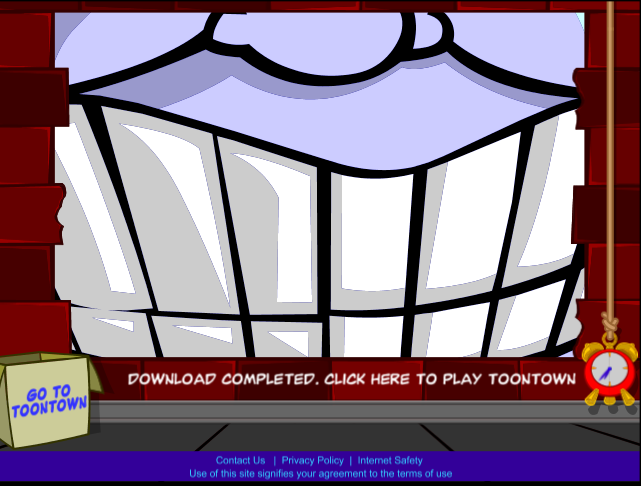 DOWNLOAD COMPLETED. CLICK HERE TO PLAY TOONTOWN
GO TO
TOONTOWN
Contact Us | Privacy Policy | Internet Safety
Use of this site signifies your agreement to the terms of use